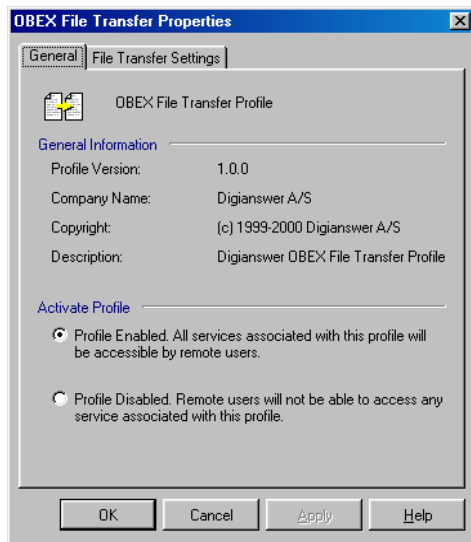 OBEX File Transfer Properties
General File Transfer Settings
OBEX File Transfer Profile
General Information
Profile Version: 1.0.0
Company Name: Digianswer A/S
Copyright: (c) 1999-2000 Digianswer A/S
Description: Digianswer OBEX File Transfer Profile
Activate Profile
Profile Enabled. All services associated with this profile will
be accessible by remote users.
Profile Disabled. Remote users will not be able to access any
service associated with this profile.
OK Cancel Apply Help